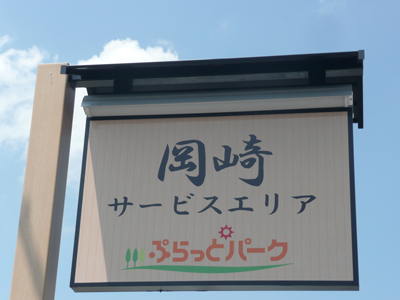 岡崎
サービスエリア
ぷらっとパーク